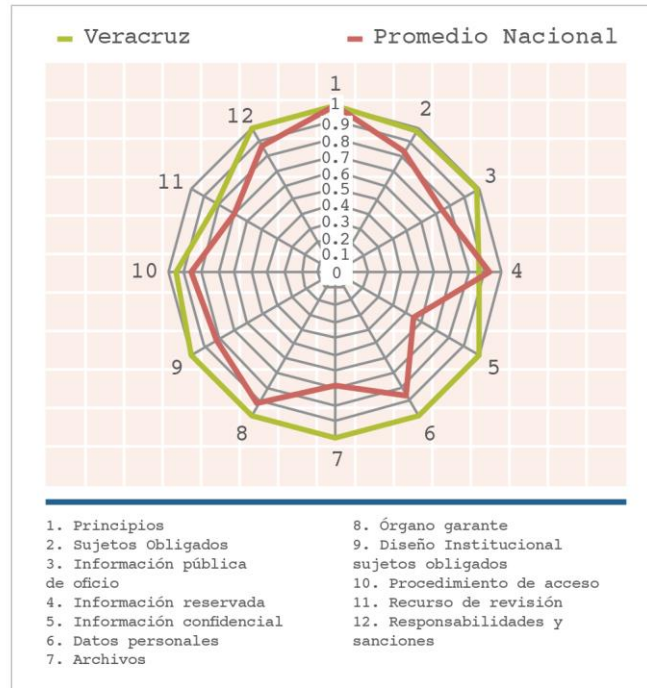 Veracruz
Promedio Nacional
1
2
3
4
5
6
7
8
9
10
11
12
1
0.9
0.8
0.7
0.6
0.5
0.4
0.3
0.2
0.1
0
1. Principios
2. Sujetos Obligados
3. Información pública
de oficio
4. Información reservada
5. Información confidencial
6. Datos personales
7. Archivos
8. Órgano garante
9. Diseño Institucional
sujetos obligados
10. Procedimiento de acceso
11. Recurso de revisión
12. Responsabilidades y
sanciones